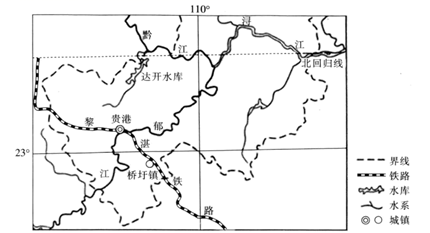 110°
黔 江
浔 江
北回归线
达开水库
黎 贵港 郁
湛
23°
江 桥圩镇 铁
路
界线
铁路
水库
水系
城镇